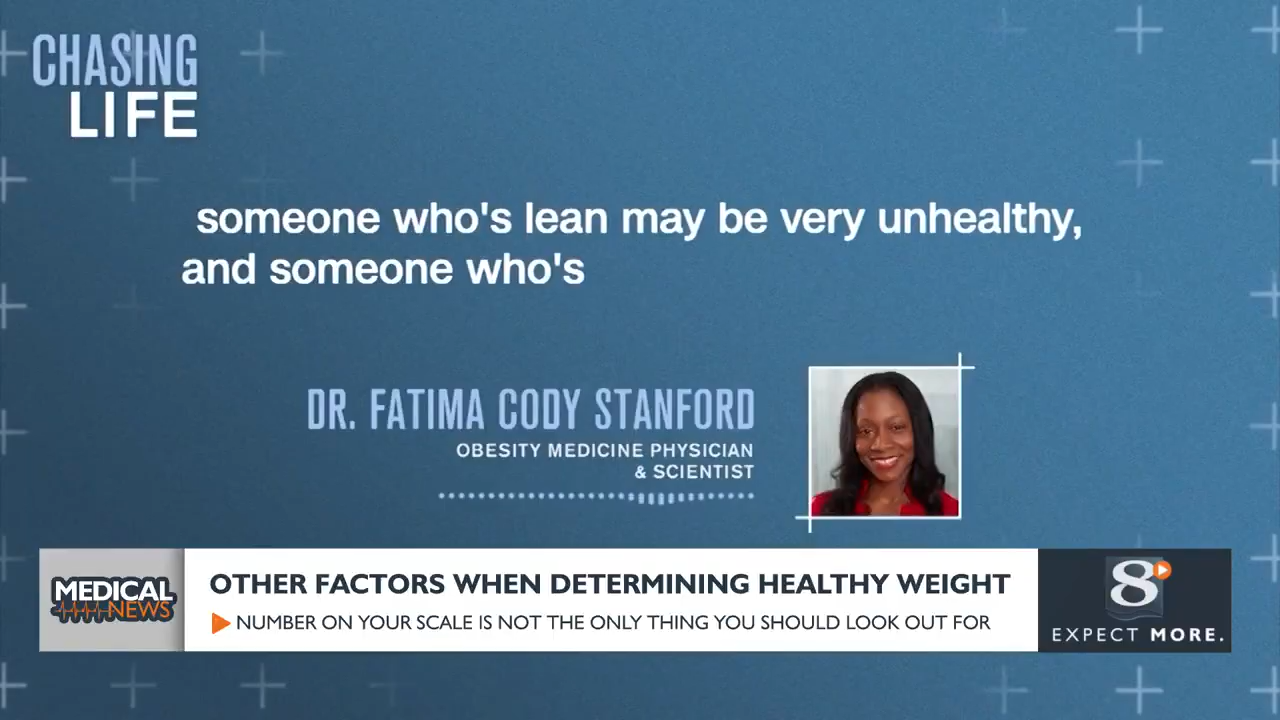 CHASING
LIFE
someone who's lean may be very unhealthy,
and someone who's
DR. FATIMA CODY STANFORD
OBESITY MEDICINE PHYSICIAN
& SCIENTIST
MEDICAL
NEWS
OTHER FACTORS WHEN DETERMINING HEALTHY WEIGHT
NUMBER ON YOUR SCALE IS NOT THE ONLY THING YOU SHOULD LOOK OUT FOR
8
EXPECT MORE.